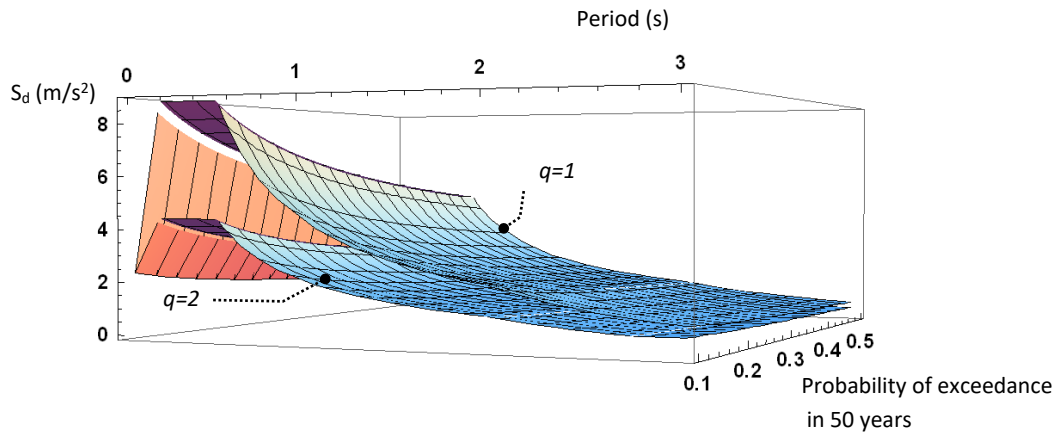 Period (s)
0 1 2 3
S_d (m/s²)
8
6
4
2
0
q=1
q=2
0.1 0.2 0.3 0.4 0.5
Probability of exceedance
in 50 years